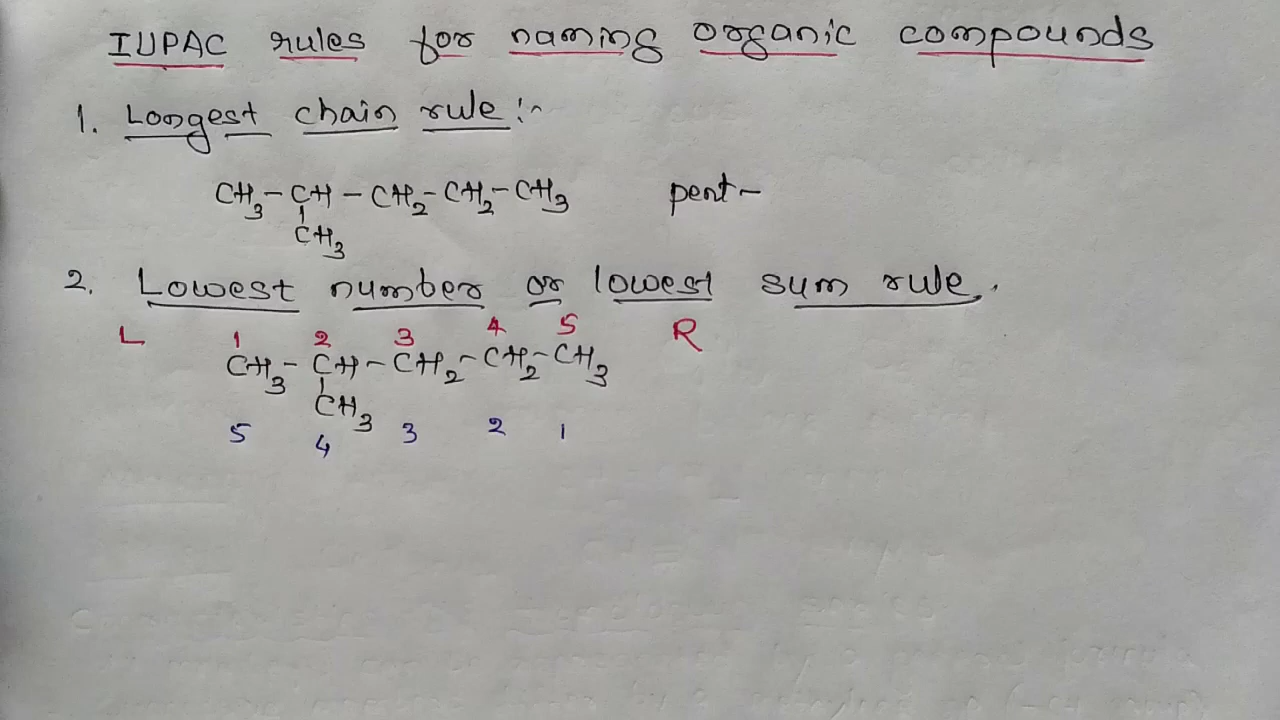 IUPAC rules for naming organic compounds
1. Longest chain rule :-
CH3-CH-CH2-CH2-CH3 pent-
CH3
2. Lowest number or lowest sum rule.
L 1 2 3 4 5 R
CH3-CH-CH2-CH2-CH3
CH3
5 4 3 2 1